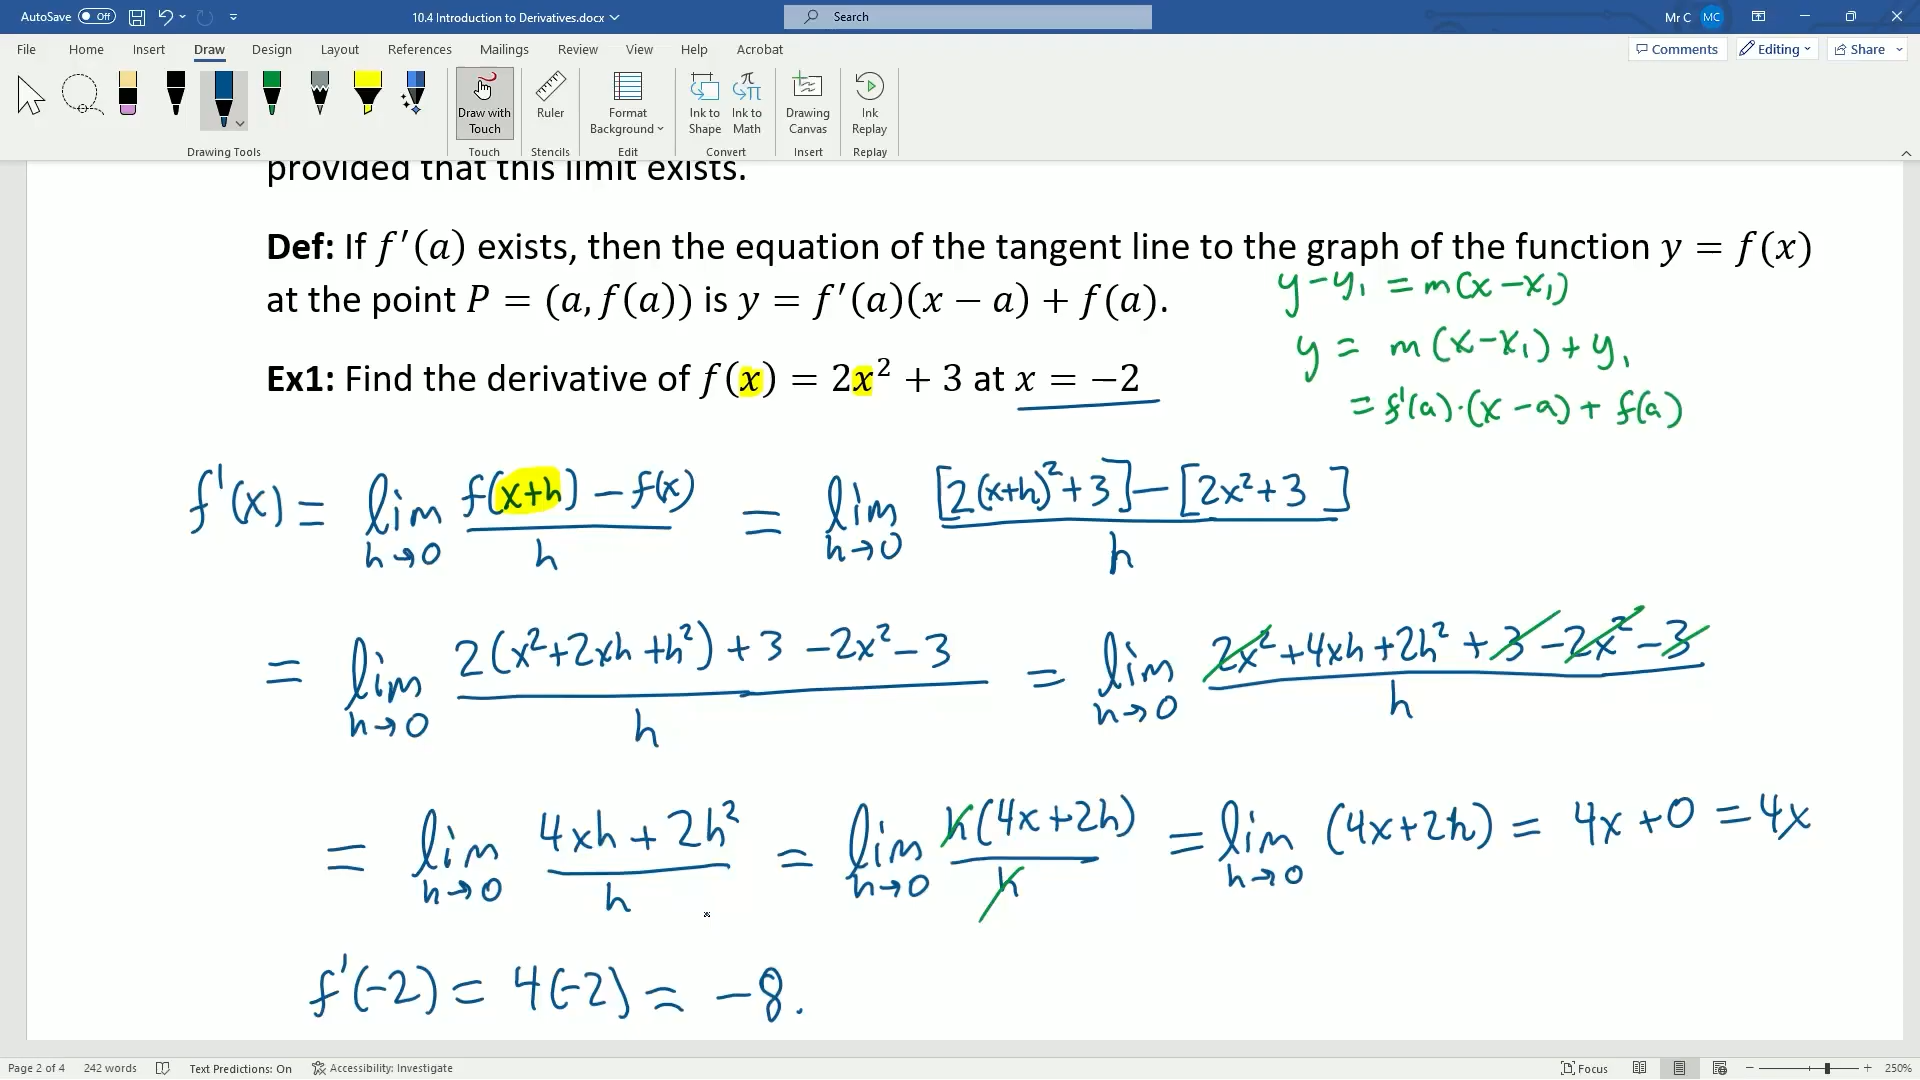 AutoSave Off 10.4 Introduction to Derivatives.docx Search Mr C MC
File Home Insert Draw Design Layout References Mailings Review View Help Acrobat Comments Editing Share
Draw with Touch Ruler Format Background Ink to Shape Ink to Math Drawing Canvas Ink Replay
Drawing Tools Touch Stencils Edit Convert Insert Replay
provided that this limit exists.
Def: If f′(a) exists, then the equation of the tangent line to the graph of the function y = f(x)
at the point P = (a, f(a)) is y = f′(a)(x − a) + f(a).
y − y₁ = m(x − x₁)
y = m(x − x₁) + y₁
= f'(a)·(x − a) + f(a)
Ex1: Find the derivative of f(x) = 2x² + 3 at x = −2
f'(x) = lim h→0 f(x+h) − f(x) / h = lim h→0 [2(x+h)² + 3] − [2x² + 3] / h
= lim h→0 2(x² + 2xh + h²) + 3 − 2x² − 3 / h = lim h→0 2x² + 4xh + 2h² + 3 − 2x² − 3 / h
= lim h→0 4xh + 2h² / h = lim h→0 h(4x + 2h) / h = lim h→0 (4x + 2h) = 4x + 0 = 4x
f'(−2) = 4(−2) = −8.
Page 2 of 4 242 words Text Predictions: On Accessibility: Investigate Focus 250%